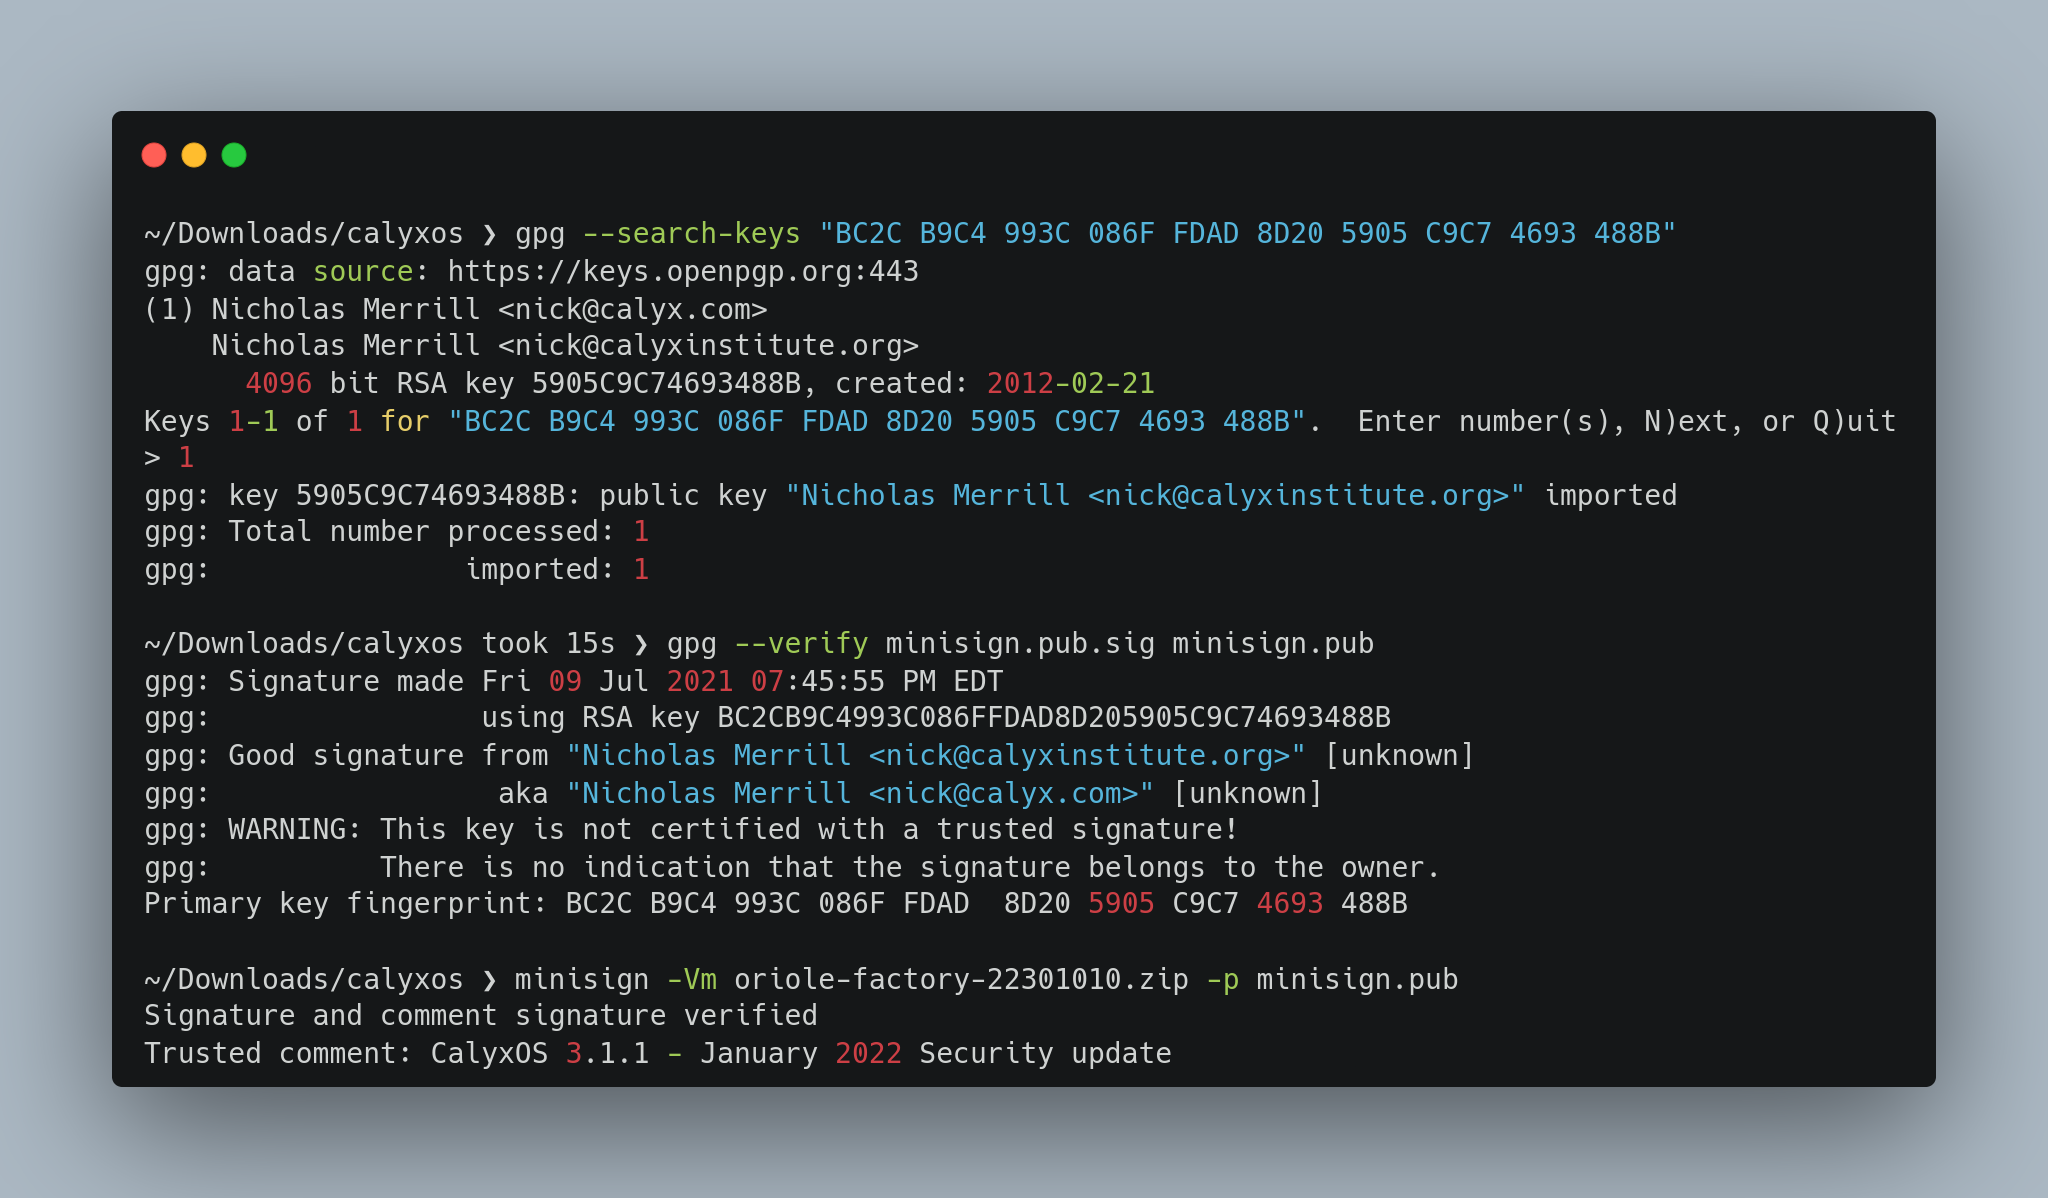 ~/Downloads/calyxos ❯ gpg --search-keys "BC2C B9C4 993C 086F FDAD 8D20 5905 C9C7 4693 488B"
gpg: data source: https://keys.openpgp.org:443
(1) Nicholas Merrill <nick@calyx.com>
    Nicholas Merrill <nick@calyxinstitute.org>
      4096 bit RSA key 5905C9C74693488B, created: 2012-02-21
Keys 1-1 of 1 for "BC2C B9C4 993C 086F FDAD 8D20 5905 C9C7 4693 488B".  Enter number(s), N)ext, or Q)uit
> 1
gpg: key 5905C9C74693488B: public key "Nicholas Merrill <nick@calyxinstitute.org>" imported
gpg: Total number processed: 1
gpg:               imported: 1
~/Downloads/calyxos took 15s ❯ gpg --verify minisign.pub.sig minisign.pub
gpg: Signature made Fri 09 Jul 2021 07:45:55 PM EDT
gpg:                using RSA key BC2CB9C4993C086FFDAD8D205905C9C74693488B
gpg: Good signature from "Nicholas Merrill <nick@calyxinstitute.org>" [unknown]
gpg:                 aka "Nicholas Merrill <nick@calyx.com>" [unknown]
gpg: WARNING: This key is not certified with a trusted signature!
gpg:          There is no indication that the signature belongs to the owner.
Primary key fingerprint: BC2C B9C4 993C 086F FDAD  8D20 5905 C9C7 4693 488B
~/Downloads/calyxos ❯ minisign -Vm oriole-factory-22301010.zip -p minisign.pub
Signature and comment signature verified
Trusted comment: CalyxOS 3.1.1 - January 2022 Security update